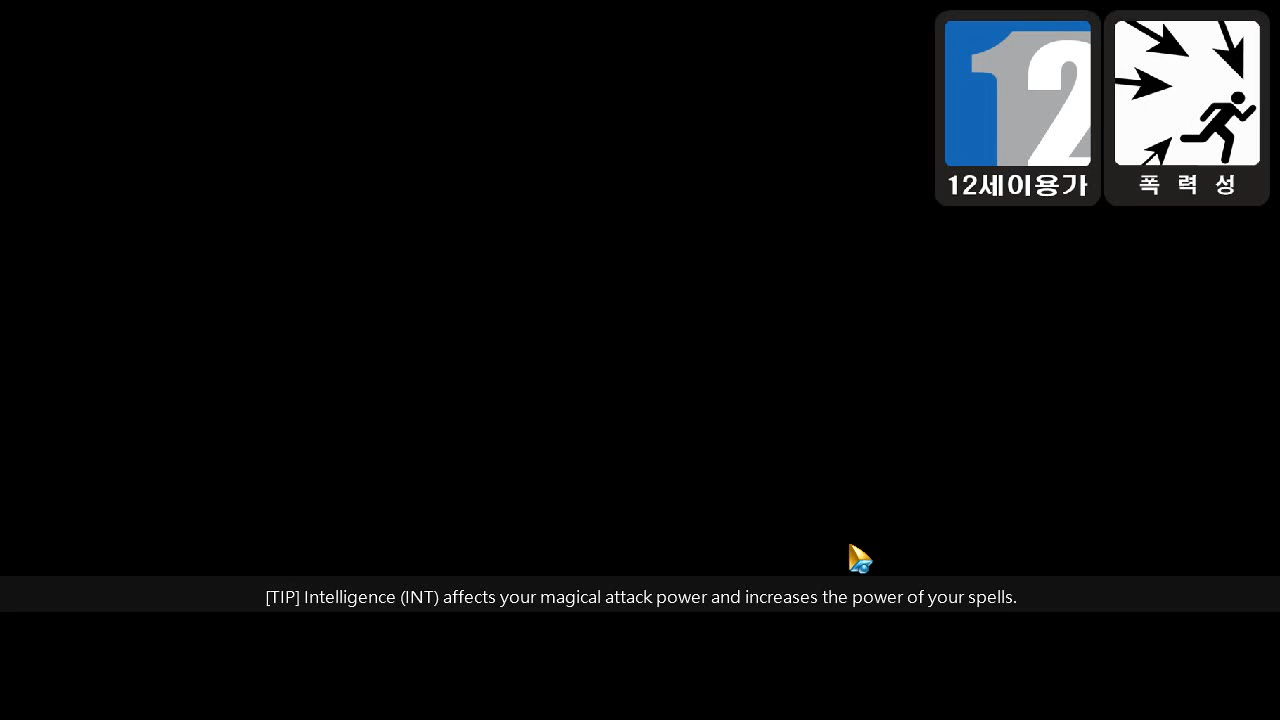 12
12세이용가
폭 력 성
[TIP] Intelligence (INT) affects your magical attack power and increases the power of your spells.